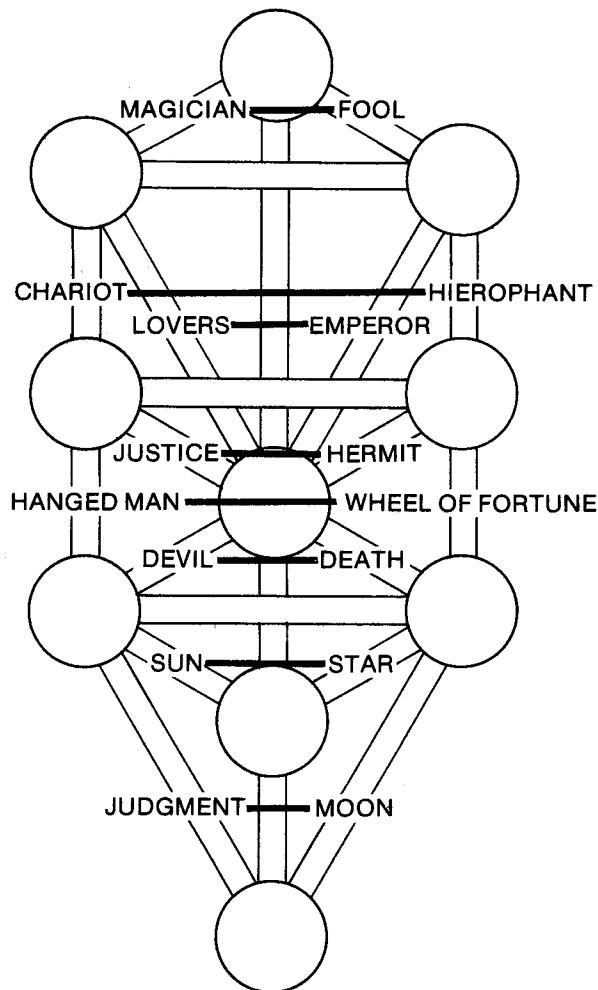 MAGICIAN FOOL
CHARIOT HIEROPHANT
LOVERS EMPEROR
JUSTICE HERMIT
HANGED MAN WHEEL OF FORTUNE
DEVIL DEATH
SUN STAR
JUDGMENT MOON